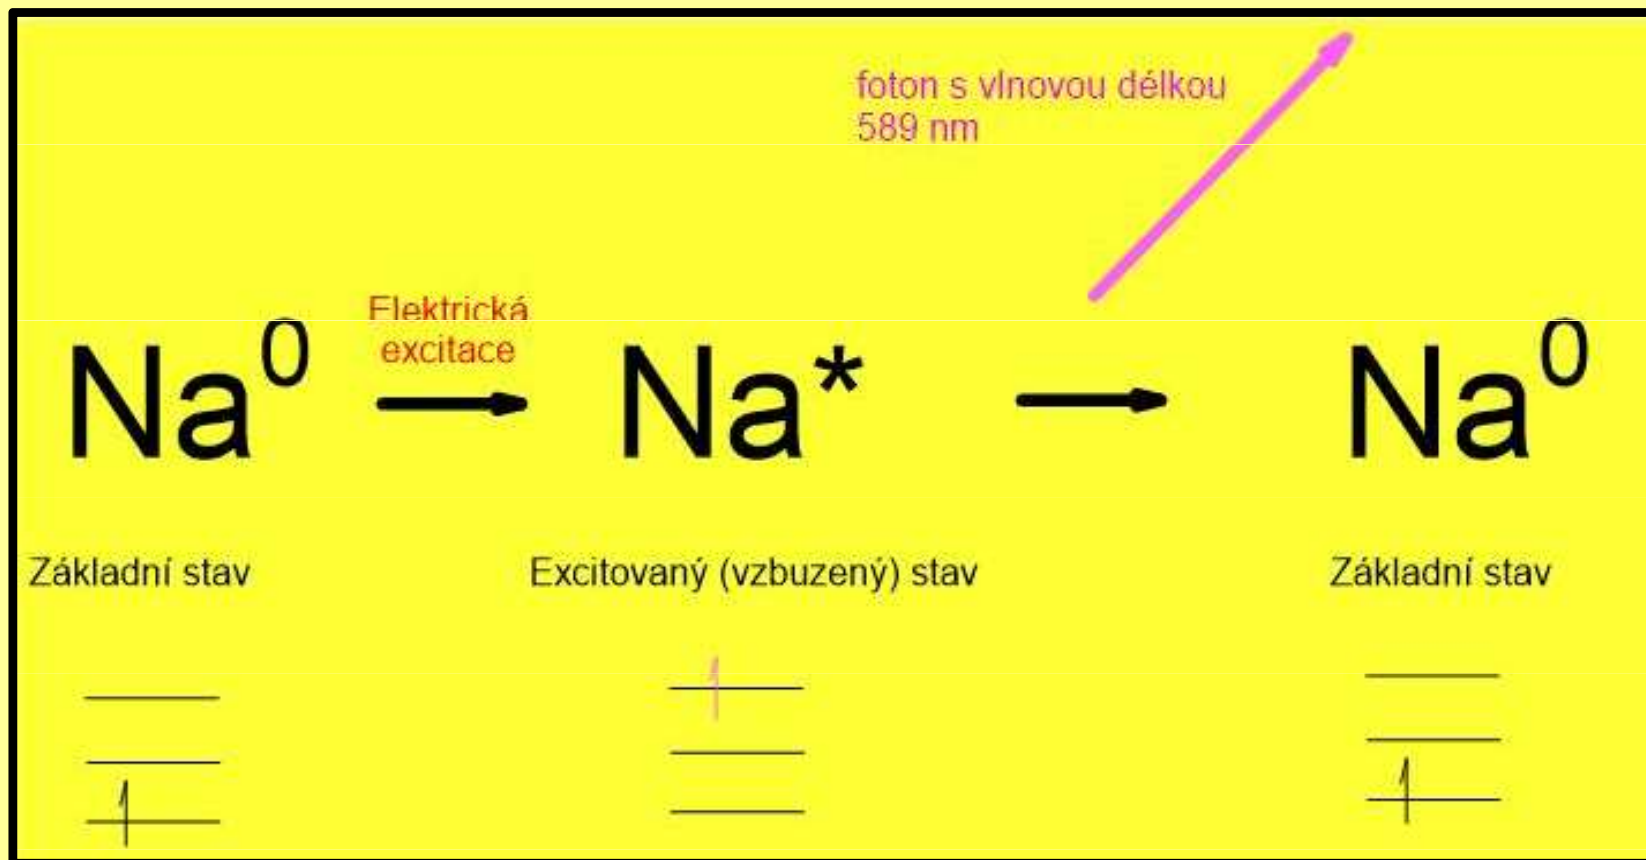 foton s vlnovou délkou
589 nm
Elektrická
excitace
Na⁰ Na* Na⁰
Základní stav Excitovaný (vzbuzený) stav Základní stav